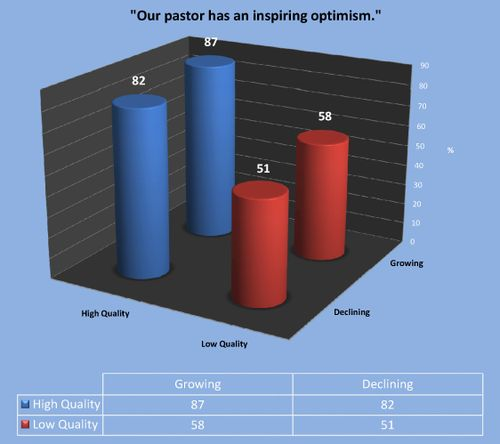 "Our pastor has an inspiring optimism."
87
82
58
51
90
80
70
60
50
40
30
20
10
0
%
Growing
Declining
High Quality
Low Quality
Growing Declining
High Quality 87 82
Low Quality 58 51